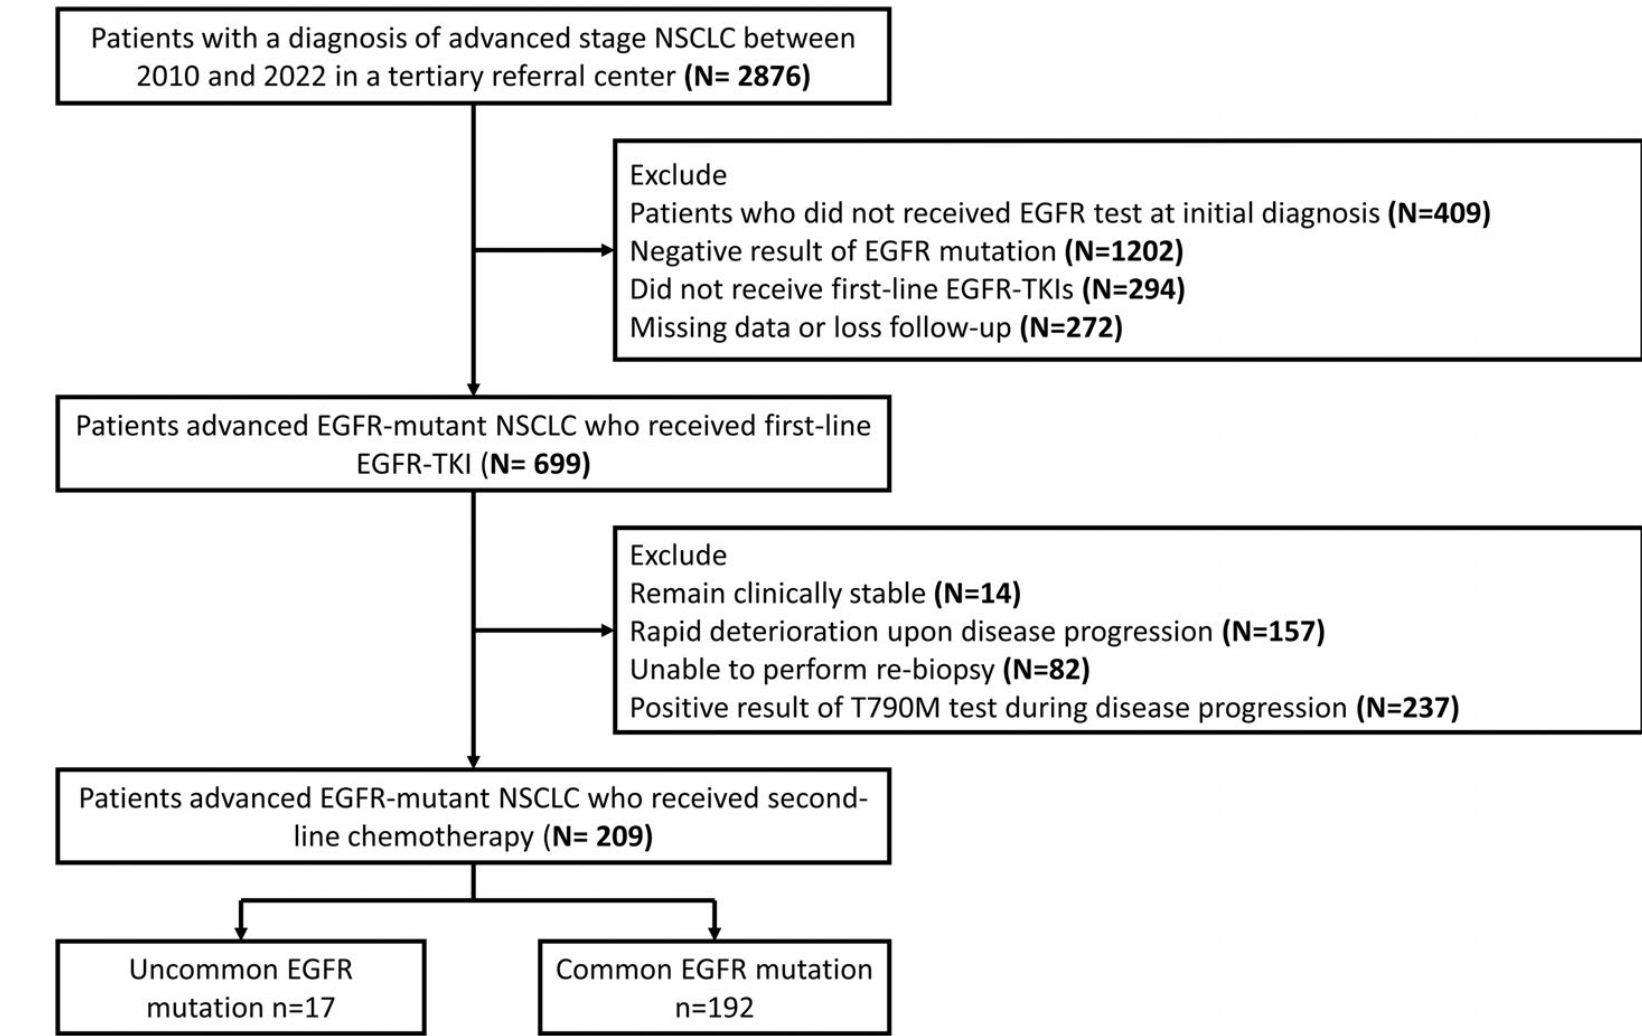 Patients with a diagnosis of advanced stage NSCLC between
2010 and 2022 in a tertiary referral center (N= 2876)
Exclude
Patients who did not received EGFR test at initial diagnosis (N=409)
Negative result of EGFR mutation (N=1202)
Did not receive first-line EGFR-TKIs (N=294)
Missing data or loss follow-up (N=272)
Patients advanced EGFR-mutant NSCLC who received first-line
EGFR-TKI (N= 699)
Exclude
Remain clinically stable (N=14)
Rapid deterioration upon disease progression (N=157)
Unable to perform re-biopsy (N=82)
Positive result of T790M test during disease progression (N=237)
Patients advanced EGFR-mutant NSCLC who received second-
line chemotherapy (N= 209)
Uncommon EGFR
mutation n=17
Common EGFR mutation
n=192